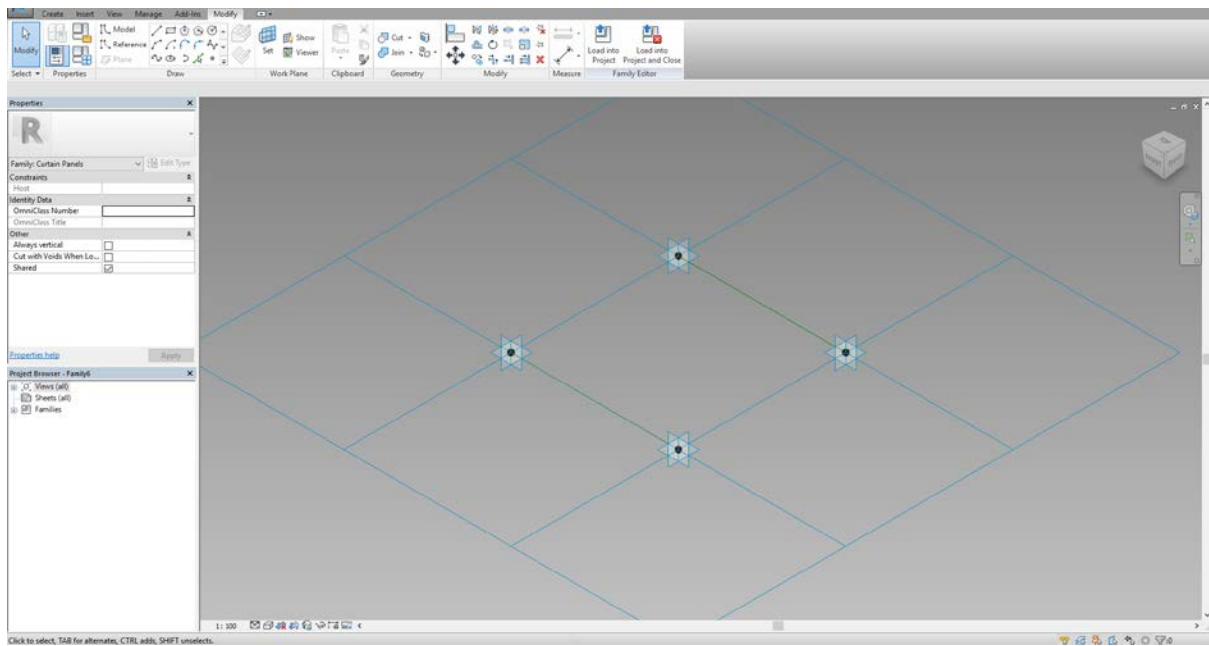 Create Insert View Manage Add-Ins Modify
Modify
Model
Reference
Plane
Set
Show
Viewer
Paste
Cut
Join
Load into
Project
Load into
Project and Close
Select Properties Draw Work Plane Clipboard Geometry Modify Measure Family Editor
Properties
R
Family: Curtain Panels
Edit Type
Constraints
Host
Identity Data
OmniClass Number
OmniClass Title
Other
Always vertical
Cut with Voids When Lo...
Shared
Properties help
Apply
Project Browser - Family6
Views (all)
Sheets (all)
Families
1 : 100
Click to select, TAB for alternates, CTRL adds, SHIFT unselects.
:0